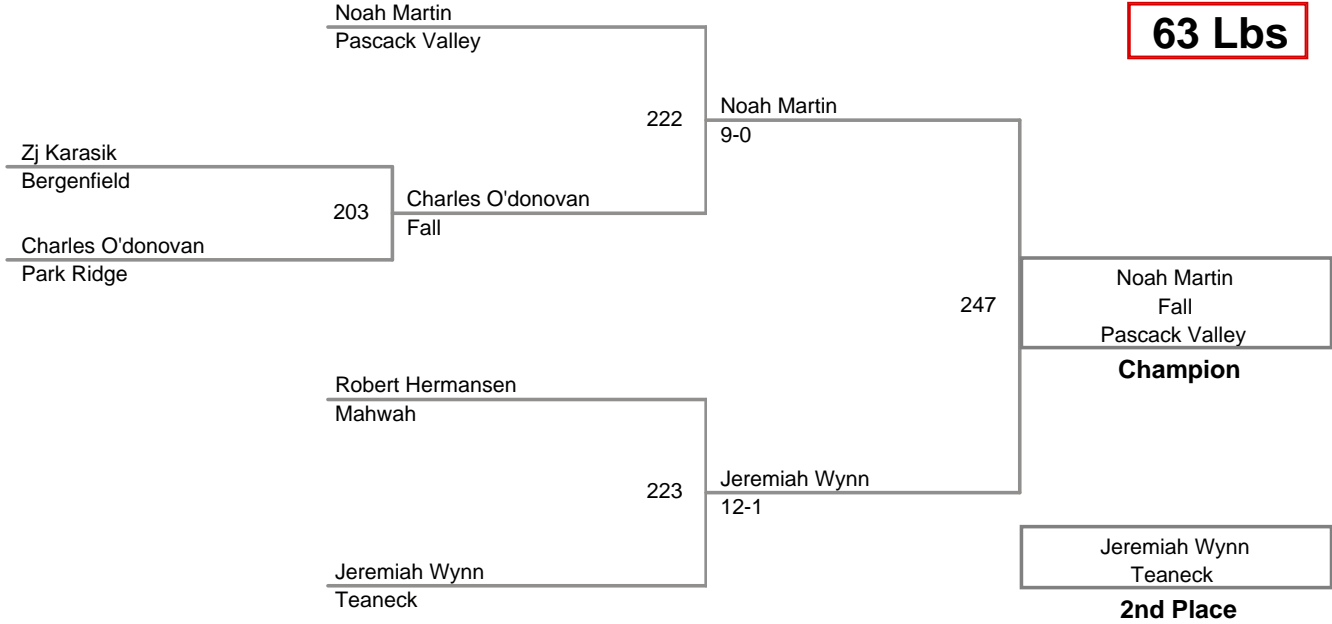 Noah Martin
Pascack Valley
63 Lbs
222
Noah Martin
9-0
Zj Karasik
Bergenfield
203
Charles O'donovan
Fall
Charles O'donovan
Park Ridge
247
Noah Martin
Fall
Pascack Valley
Champion
Robert Hermansen
Mahwah
223
Jeremiah Wynn
12-1
Jeremiah Wynn
Teaneck
Jeremiah Wynn
Teaneck
2nd Place